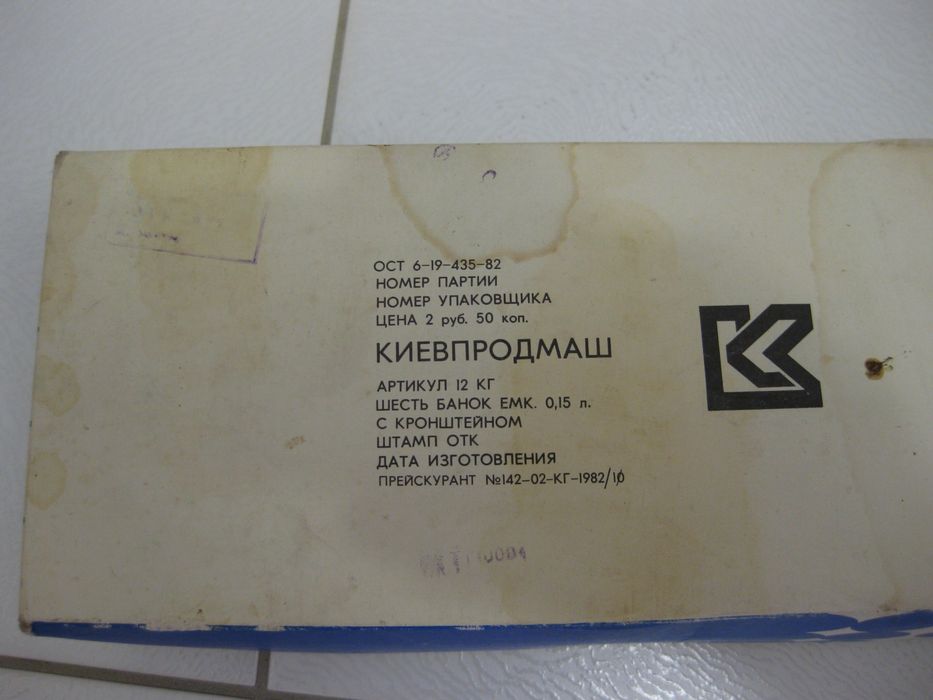 ОСТ 6-19-435-82
НОМЕР ПАРТИИ
НОМЕР УПАКОВЩИКА
ЦЕНА 2 руб. 50 коп.
КИЕВПРОДМАШ
АРТИКУЛ 12 КГ
ШЕСТЬ БАНОК ЕМК. 0,15 л.
С КРОНШТЕЙНОМ
ШТАМП ОТК
ДАТА ИЗГОТОВЛЕНИЯ
ПРЕЙСКУРАНТ №142-02-КГ-1982/10